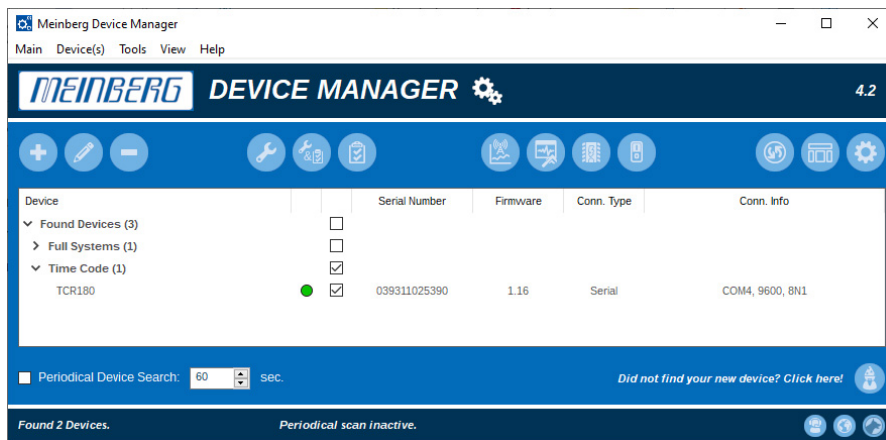 Meinberg Device Manager
Main Device(s) Tools View Help
MEINBERG DEVICE MANAGER 4.2
Device Serial Number Firmware Conn. Type Conn. Info
Found Devices (3)
Full Systems (1)
Time Code (1)
TCR180 039311025390 1.16 Serial COM4, 9600, 8N1
Periodical Device Search: 60 sec. Did not find your new device? Click here!
Found 2 Devices. Periodical scan inactive.